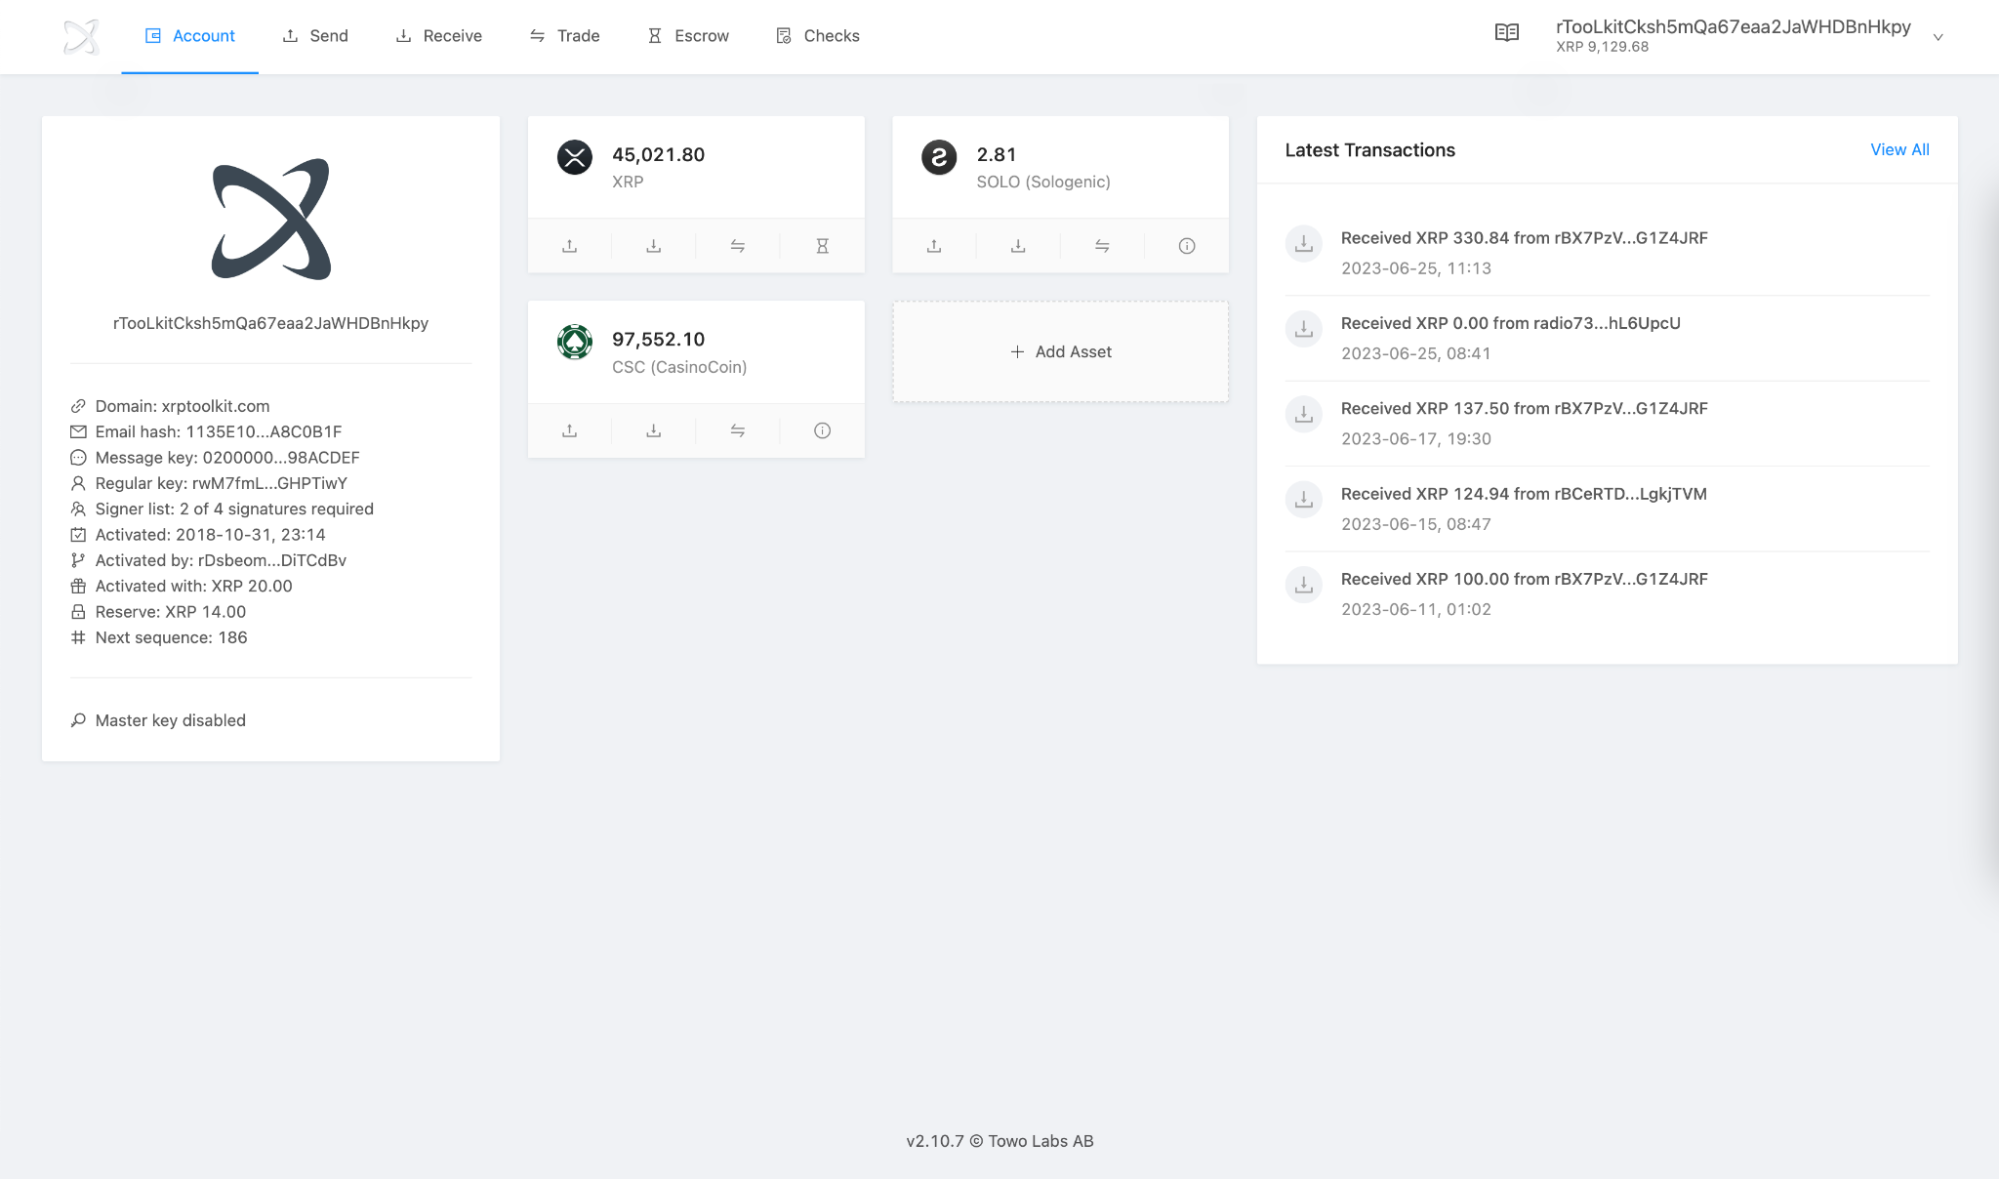 Account
Send
Receive
Trade
Escrow
Checks
rTooLkitCksh5mQa67eaa2JaWHDBnHkpy
XRP 9,129.68
rTooLkitCksh5mQa67eaa2JaWHDBnHkpy
Domain: xrptoolkit.com
Email hash: 1135E10...A8C0B1F
Message key: 0200000...98ACDEF
Regular key: rwM7fmL...GHPTiwY
Signer list: 2 of 4 signatures required
Activated: 2018-10-31, 23:14
Activated by: rDsbeom...DiTCdBv
Activated with: XRP 20.00
Reserve: XRP 14.00
Next sequence: 186
Master key disabled
45,021.80
XRP
2.81
SOLO (Sologenic)
97,552.10
CSC (CasinoCoin)
Add Asset
Latest Transactions
View All
Received XRP 330.84 from rBX7PzV...G1Z4JRF
2023-06-25, 11:13
Received XRP 0.00 from radio73...hL6UpcU
2023-06-25, 08:41
Received XRP 137.50 from rBX7PzV...G1Z4JRF
2023-06-17, 19:30
Received XRP 124.94 from rBCeRTD...LgkjTVM
2023-06-15, 08:47
Received XRP 100.00 from rBX7PzV...G1Z4JRF
2023-06-11, 01:02
v2.10.7 © Towo Labs AB